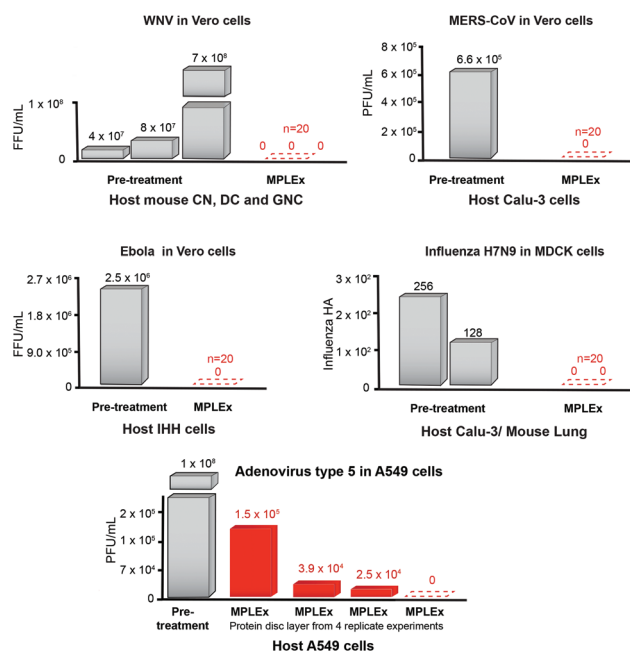 WNV in Vero cells
FFU/mL
1 x 10⁸
0
4 x 10⁷
8 x 10⁷
7 x 10⁸
n=20
0 0 0
Pre-treatment MPLEx
Host mouse CN, DC and GNC
MERS-CoV in Vero cells
PFU/mL
8 x 10⁵
6 x 10⁵
4 x 10⁵
2 x 10⁵
0
6.6 x 10⁵
n=20
0
Pre-treatment MPLEx
Host Calu-3 cells
Ebola in Vero cells
FFU/mL
2.7 x 10⁶
1.8 x 10⁶
9.0 x 10⁵
0
2.5 x 10⁶
n=20
0
Pre-treatment MPLEx
Host IHH cells
Influenza H7N9 in MDCK cells
Influenza HA
3 x 10²
2 x 10²
1 x 10²
0
256
128
n=20
0 0
Pre-treatment MPLEx
Host Calu-3/ Mouse Lung
Adenovirus type 5 in A549 cells
PFU/mL
2 x 10⁵
1 x 10⁵
7 x 10⁴
0
1 x 10⁸
1.5 x 10⁵
3.9 x 10⁴
2.5 x 10⁴
0
Pre-
treatment
MPLEx MPLEx MPLEx MPLEx
Protein disc layer from 4 replicate experiments
Host A549 cells